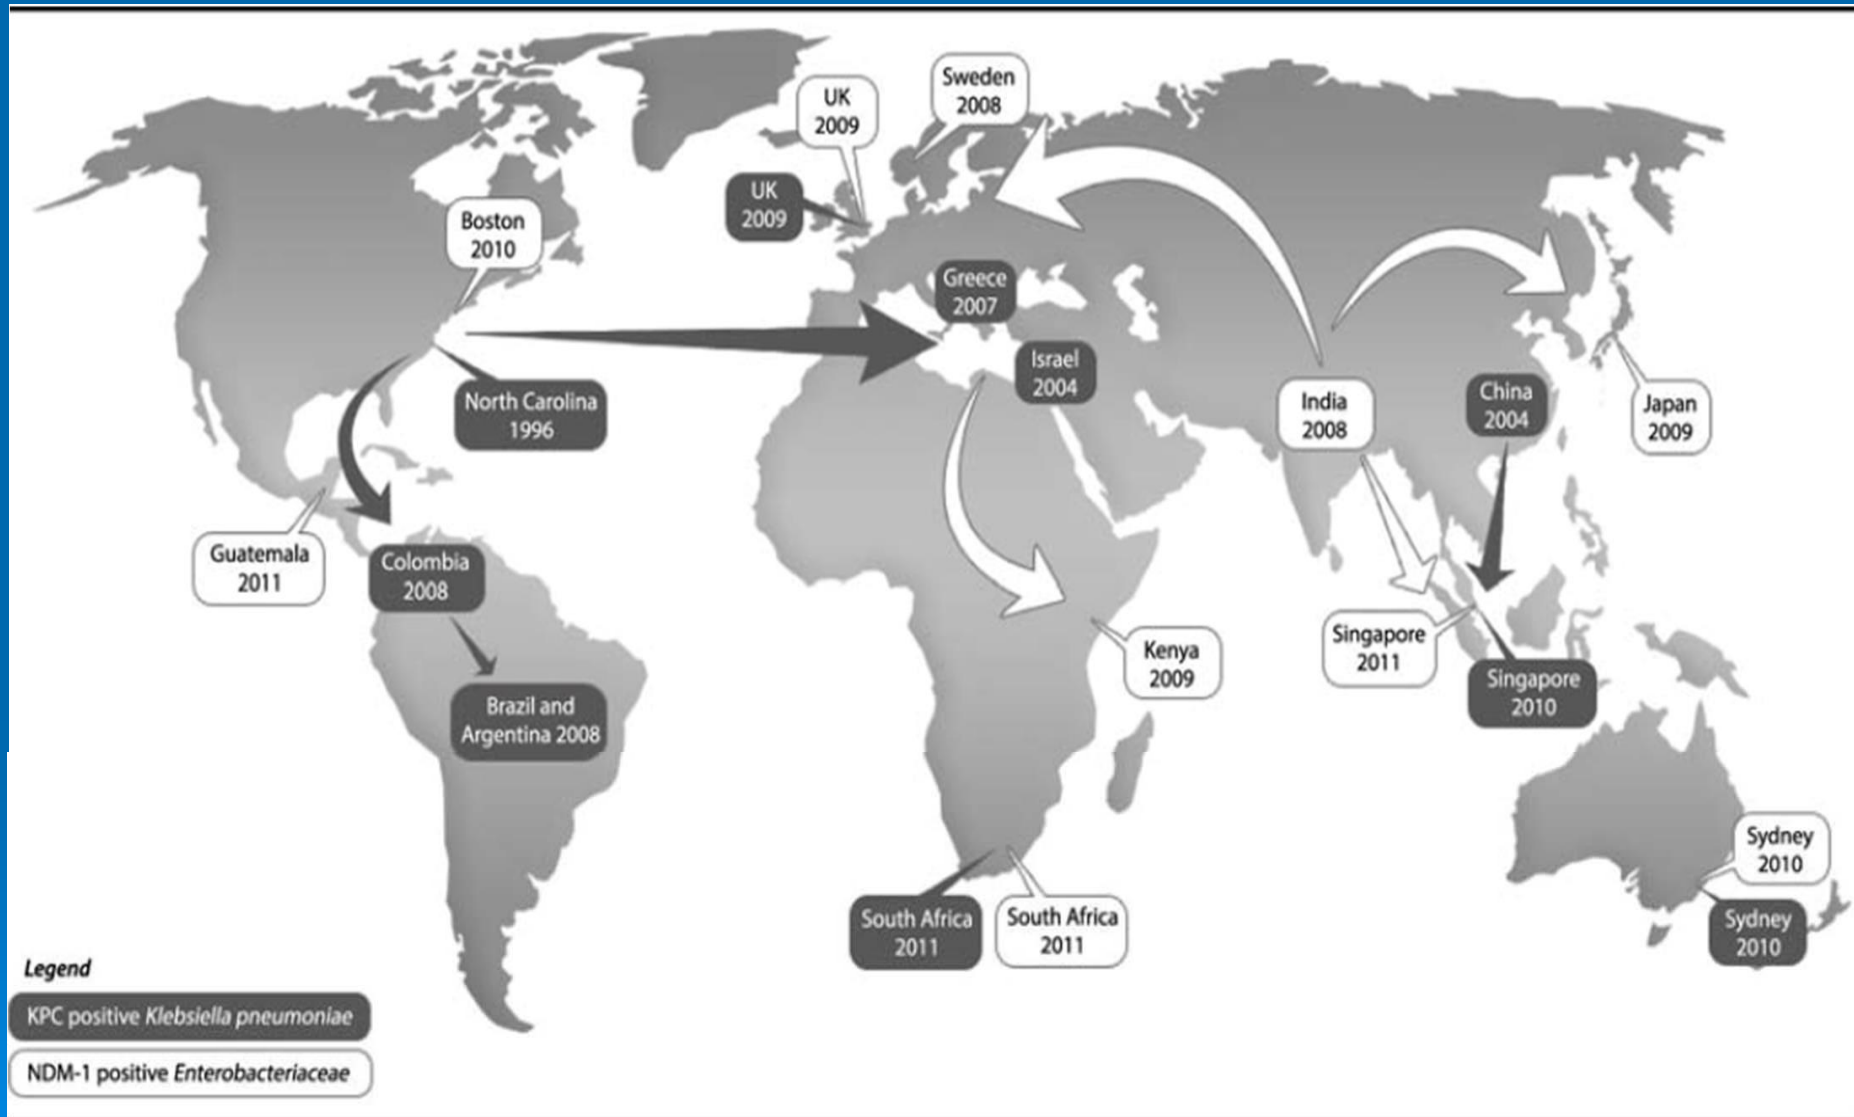 Sweden
2008
UK
2009
UK
2009
Boston
2010
Greece
2007
Israel
2004
North Carolina
1996
India
2008
China
2004
Japan
2009
Guatemala
2011
Colombia
2008
Kenya
2009
Singapore
2011
Singapore
2010
Brazil and
Argentina 2008
Sydney
2010
Sydney
2010
South Africa
2011
South Africa
2011
Legend
KPC positive Klebsiella pneumoniae
NDM-1 positive Enterobacteriaceae